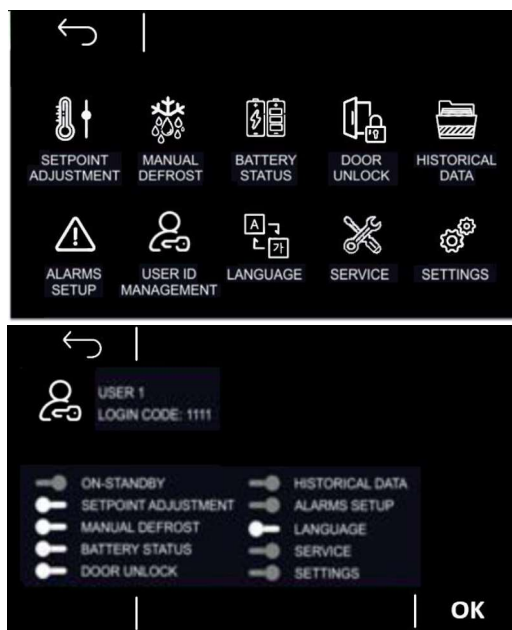 SETPOINT
ADJUSTMENT
MANUAL
DEFROST
BATTERY
STATUS
DOOR
UNLOCK
HISTORICAL
DATA
A
가
ALARMS
SETUP
USER ID
MANAGEMENT
LANGUAGE
SERVICE
SETTINGS
USER 1
LOGIN CODE: 1111
ON-STANDBY
SETPOINT ADJUSTMENT
MANUAL DEFROST
BATTERY STATUS
DOOR UNLOCK
HISTORICAL DATA
ALARMS SETUP
LANGUAGE
SERVICE
SETTINGS
OK